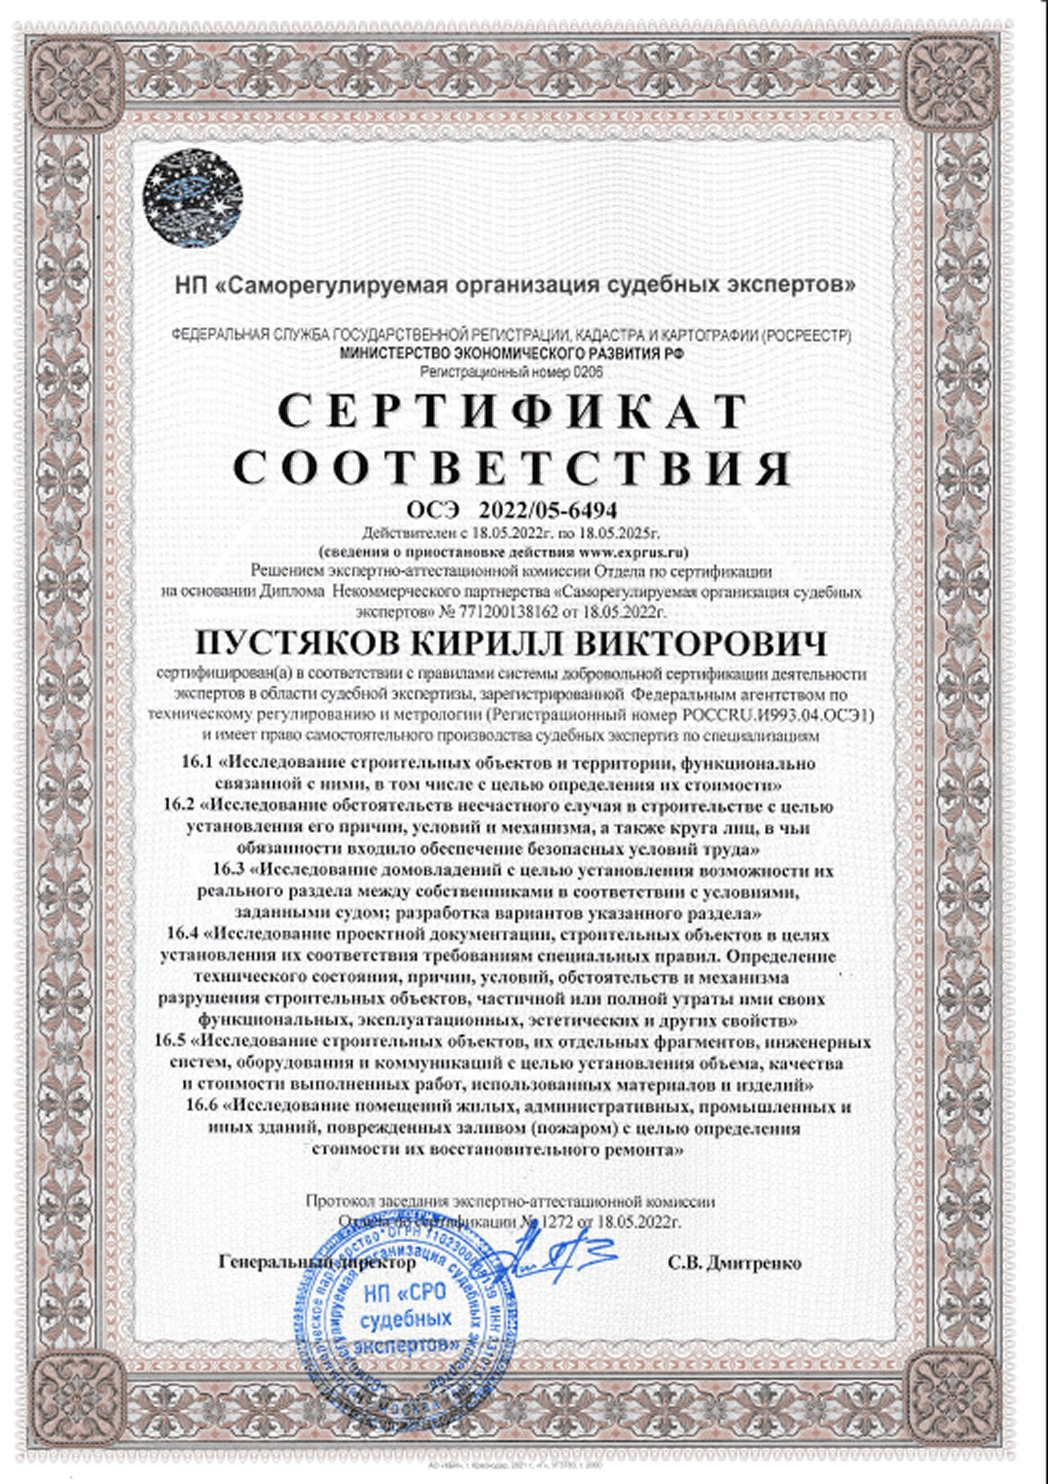 НП «Саморегулируемая организация судебных экспертов»
ФЕДЕРАЛЬНАЯ СЛУЖБА ГОСУДАРСТВЕННОЙ РЕГИСТРАЦИИ, КАДАСТРА И КАРТОГРАФИИ (РОСРЕЕСТР)
МИНИСТЕРСТВО ЭКОНОМИЧЕСКОГО РАЗВИТИЯ РФ
Регистрационный номер 0206
СЕРТИФИКАТ
СООТВЕТСТВИЯ
ОСЭ 2022/05-6494
Действителен с 18.05.2022г. по 18.05.2025г.
(сведения о приостановке действия www.exprus.ru)
Решением экспертно-аттестационной комиссии Отдела по сертификации
на основании Диплома Некоммерческого партнерства «Саморегулируемая организация судебных
экспертов» № 771200138162 от 18.05.2022г.
ПУСТЯКОВ КИРИЛЛ ВИКТОРОВИЧ
сертифицирован(а) в соответствии с правилами системы добровольной сертификации деятельности
экспертов в области судебной экспертизы, зарегистрированной Федеральным агентством по
техническому регулированию и метрологии (Регистрационный номер РОССRU.И993.04.ОСЭ1)
и имеет право самостоятельного производства судебных экспертиз по специализациям
16.1 «Исследование строительных объектов и территории, функционально
связанной с ними, в том числе с целью определения их стоимости»
16.2 «Исследование обстоятельств несчастного случая в строительстве с целью
установления его причин, условий и механизма, а также круга лиц, в чьи
обязанности входило обеспечение безопасных условий труда»
16.3 «Исследование домовладений с целью установления возможности их
реального раздела между собственниками в соответствии с условиями,
заданными судом; разработка вариантов указанного раздела»
16.4 «Исследование проектной документации, строительных объектов в целях
установления их соответствия требованиям специальных правил. Определение
технического состояния, причин, условий, обстоятельств и механизма
разрушения строительных объектов, частичной или полной утраты ими своих
функциональных, эксплуатационных, эстетических и других свойств»
16.5 «Исследование строительных объектов, их отдельных фрагментов, инженерных
систем, оборудования и коммуникаций с целью установления объема, качества
и стоимости выполненных работ, использованных материалов и изделий»
16.6 «Исследование помещений жилых, административных, промышленных и
иных зданий, поврежденных заливом (пожаром) с целью определения
стоимости их восстановительного ремонта»
Протокол заседания экспертно-аттестационной комиссии
Отдела по сертификации № 1272 от 18.05.2022г.
Генеральный директор
С.В. Дмитренко
НП «СРО
судебных
экспертов»